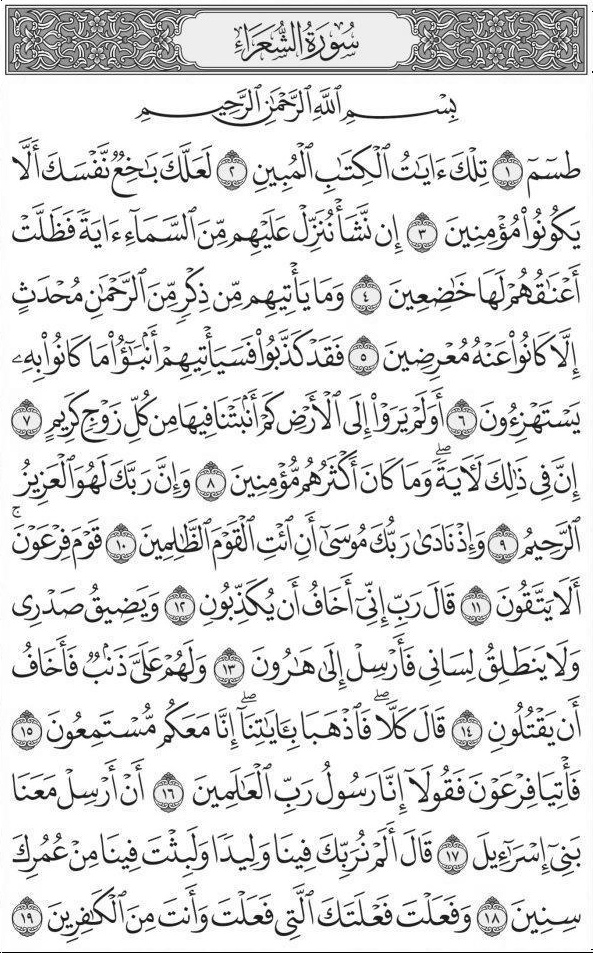 سُورَةُ الشُّعَرَاءِ
بِسْمِ ٱللَّهِ ٱلرَّحْمَٰنِ ٱلرَّحِيمِ
طسٓمٓ ١ تِلْكَ ءَايَٰتُ ٱلْكِتَٰبِ ٱلْمُبِينِ ٢ لَعَلَّكَ بَٰخِعٌ نَّفْسَكَ أَلَّا
يَكُونُوا۟ مُؤْمِنِينَ ٣ إِن نَّشَأْ نُنَزِّلْ عَلَيْهِم مِّنَ ٱلسَّمَآءِ ءَايَةً فَظَلَّتْ
أَعْنَٰقُهُمْ لَهَا خَٰضِعِينَ ٤ وَمَا يَأْتِيهِم مِّن ذِكْرٍ مِّنَ ٱلرَّحْمَٰنِ مُحْدَثٍ
إِلَّا كَانُوا۟ عَنْهُ مُعْرِضِينَ ٥ فَقَدْ كَذَّبُوا۟ فَسَيَأْتِيهِمْ أَنۢبَٰٓؤُا۟ مَا كَانُوا۟ بِهِۦ
يَسْتَهْزِءُونَ ٦ أَوَلَمْ يَرَوْا۟ إِلَى ٱلْأَرْضِ كَمْ أَنۢبَتْنَا فِيهَا مِن كُلِّ زَوْجٍ كَرِيمٍ ٧
إِنَّ فِى ذَٰلِكَ لَءَايَةً ۖ وَمَا كَانَ أَكْثَرُهُم مُّؤْمِنِينَ ٨ وَإِنَّ رَبَّكَ لَهُوَ ٱلْعَزِيزُ
ٱلرَّحِيمُ ٩ وَإِذْ نَادَىٰ رَبُّكَ مُوسَىٰٓ أَنِ ٱئْتِ ٱلْقَوْمَ ٱلظَّٰلِمِينَ ١٠ قَوْمَ فِرْعَوْنَ ۚ
أَلَا يَتَّقُونَ ١١ قَالَ رَبِّ إِنِّىٓ أَخَافُ أَن يُكَذِّبُونِ ١٢ وَيَضِيقُ صَدْرِى
وَلَا يَنطَلِقُ لِسَانِى فَأَرْسِلْ إِلَىٰ هَٰرُونَ ١٣ وَلَهُمْ عَلَىَّ ذَنۢبٌ فَأَخَافُ
أَن يَقْتُلُونِ ١٤ قَالَ كَلَّا ۖ فَٱذْهَبَا بِـَٔايَٰتِنَآ ۖ إِنَّا مَعَكُم مُّسْتَمِعُونَ ١٥
فَأْتِيَا فِرْعَوْنَ فَقُولَآ إِنَّا رَسُولُ رَبِّ ٱلْعَٰلَمِينَ ١٦ أَنْ أَرْسِلْ مَعَنَا
بَنِىٓ إِسْرَٰٓءِيلَ ١٧ قَالَ أَلَمْ نُرَبِّكَ فِينَا وَلِيدًا وَلَبِثْتَ فِينَا مِنْ عُمُرِكَ
سِنِينَ ١٨ وَفَعَلْتَ فَعْلَتَكَ ٱلَّتِى فَعَلْتَ وَأَنتَ مِنَ ٱلْكَٰفِرِينَ ١٩